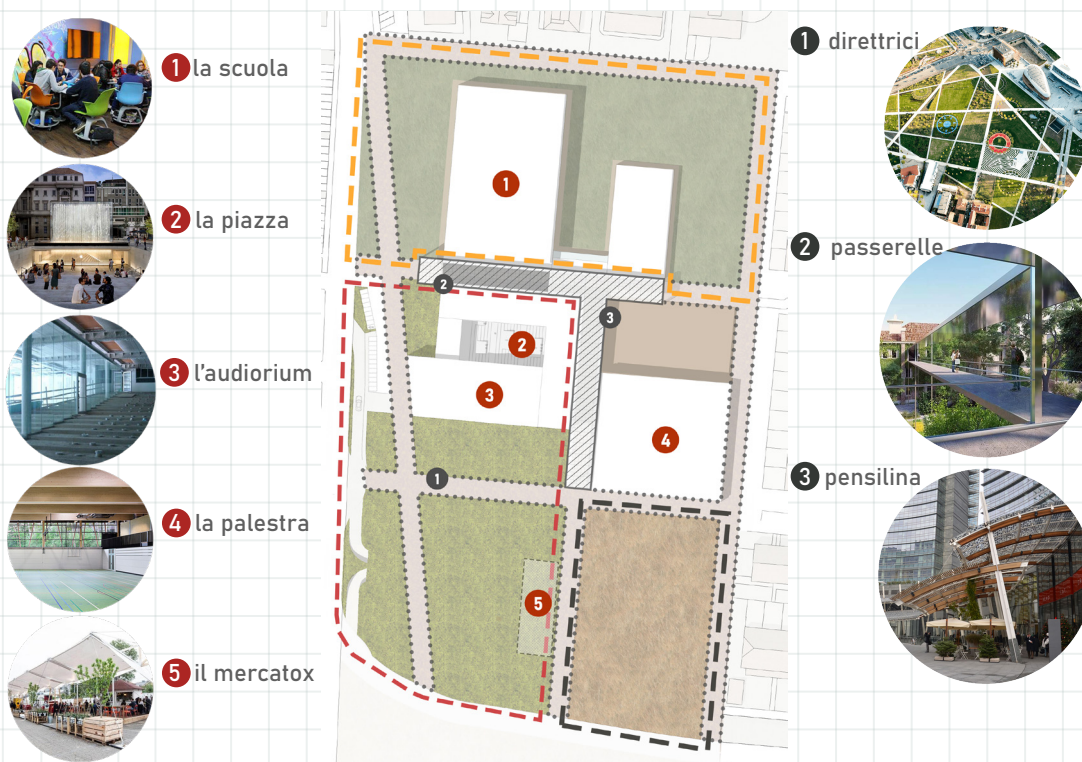 1 la scuola
2 la piazza
3 l'audiorium
4 la palestra
5 il mercatox
1
2
3
2
3
4
1
5
1 direttrici
2 passerelle
3 pensilina